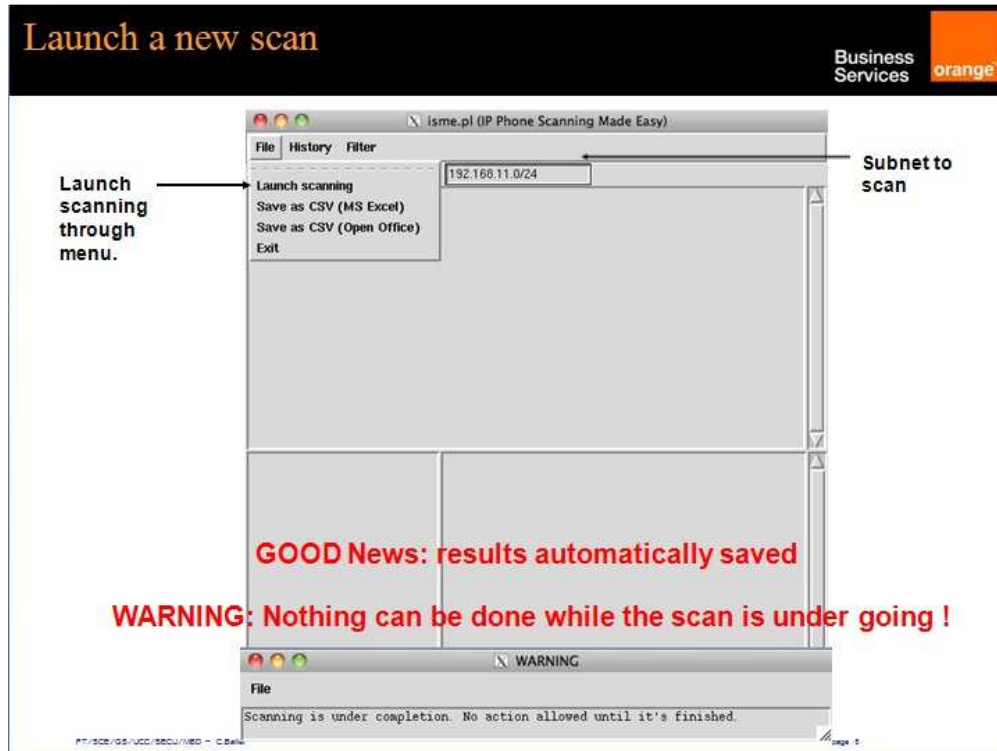 Launch a new scan
Business
Services
orange
isme.pl (IP Phone Scanning Made Easy)
File History Filter
192.168.11.0/24
Launch scanning
Save as CSV (MS Excel)
Save as CSV (Open Office)
Exit
Launch
scanning
through
menu.
Subnet to
scan
GOOD News: results automatically saved
WARNING: Nothing can be done while the scan is under going !
WARNING
File
Scanning is under completion. No action allowed until it's finished.
page